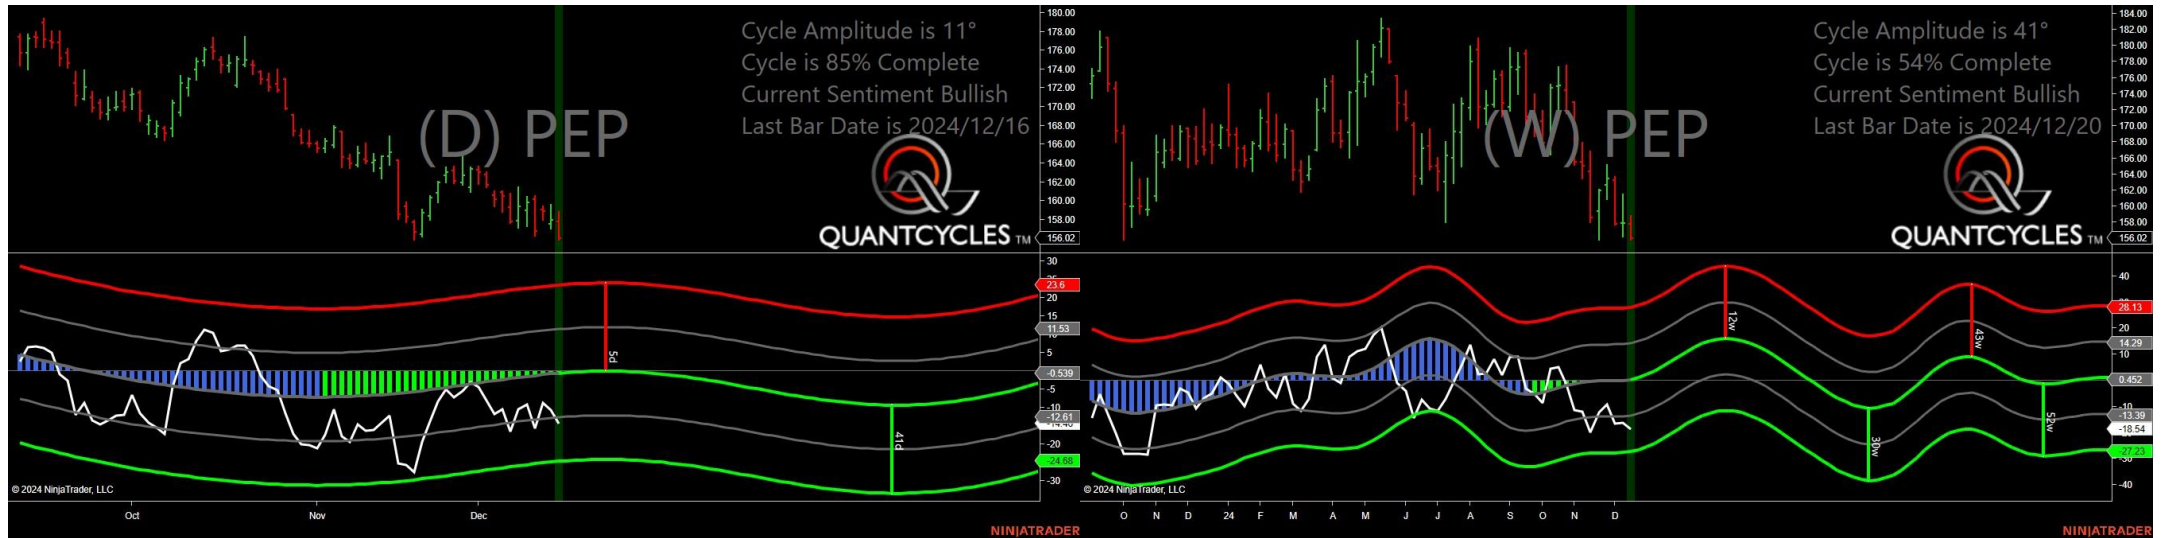 Cycle Amplitude is 11°
Cycle is 85% Complete
Current Sentiment Bullish
Last Bar Date is 2024/12/16
(D) PEP
QUANTCYCLES TM
180.00
178.00
176.00
174.00
172.00
170.00
168.00
166.00
164.00
162.00
160.00
158.00
156.02
30
23.6
20
15
11.53
5
-0.539
-5
-10
-12.61
-20
-24.68
-30
5d
41d
© 2024 NinjaTrader, LLC
Oct Nov Dec
NINJATRADER
Cycle Amplitude is 41°
Cycle is 54% Complete
Current Sentiment Bullish
Last Bar Date is 2024/12/20
(W) PEP
QUANTCYCLES TM
184.00
182.00
180.00
178.00
176.00
174.00
172.00
170.00
168.00
166.00
164.00
162.00
160.00
158.00
156.02
40
28.13
20
14.29
10
0.452
-10
-13.39
-18.54
-27.23
-40
12w
30w
43w
52w
© 2024 NinjaTrader, LLC
O N D 24 F M A M J J A S O N D
NINJATRADER